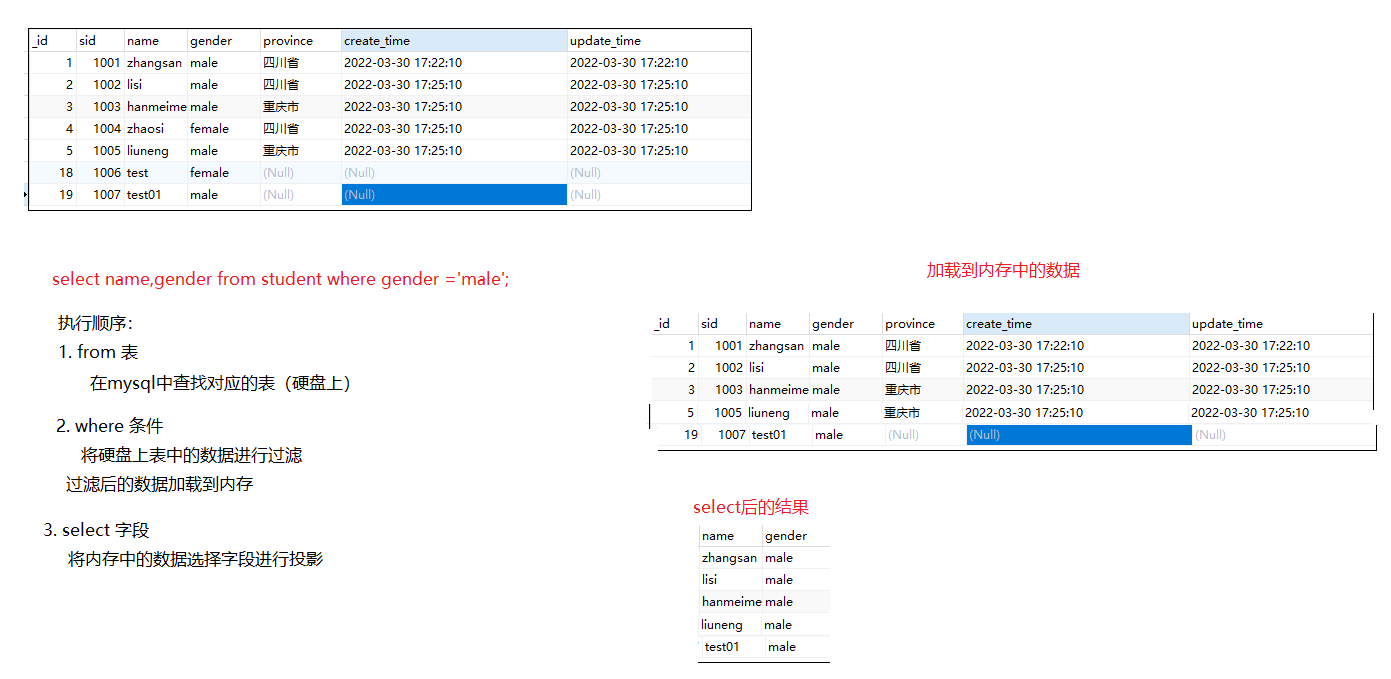 _id sid name gender province create_time update_time
1 1001 zhangsan male 四川省 2022-03-30 17:22:10 2022-03-30 17:22:10
2 1002 lisi male 四川省 2022-03-30 17:25:10 2022-03-30 17:25:10
3 1003 hanmeime male 重庆市 2022-03-30 17:25:10 2022-03-30 17:25:10
4 1004 zhaosi female 四川省 2022-03-30 17:25:10 2022-03-30 17:25:10
5 1005 liuneng male 重庆市 2022-03-30 17:25:10 2022-03-30 17:25:10
18 1006 test female (Null) (Null) (Null)
19 1007 test01 male (Null) (Null) (Null)
select name,gender from student where gender ='male';
执行顺序：
1. from 表
在mysql中查找对应的表（硬盘上）
2. where 条件
将硬盘上表中的数据进行过滤
过滤后的数据加载到内存
3. select 字段
将内存中的数据选择字段进行投影
加载到内存中的数据
_id sid name gender province create_time update_time
1 1001 zhangsan male 四川省 2022-03-30 17:22:10 2022-03-30 17:22:10
2 1002 lisi male 四川省 2022-03-30 17:25:10 2022-03-30 17:25:10
3 1003 hanmeime male 重庆市 2022-03-30 17:25:10 2022-03-30 17:25:10
5 1005 liuneng male 重庆市 2022-03-30 17:25:10 2022-03-30 17:25:10
19 1007 test01 male (Null) (Null) (Null)
select后的结果
name gender
zhangsan male
lisi male
hanmeime male
liuneng male
test01 male